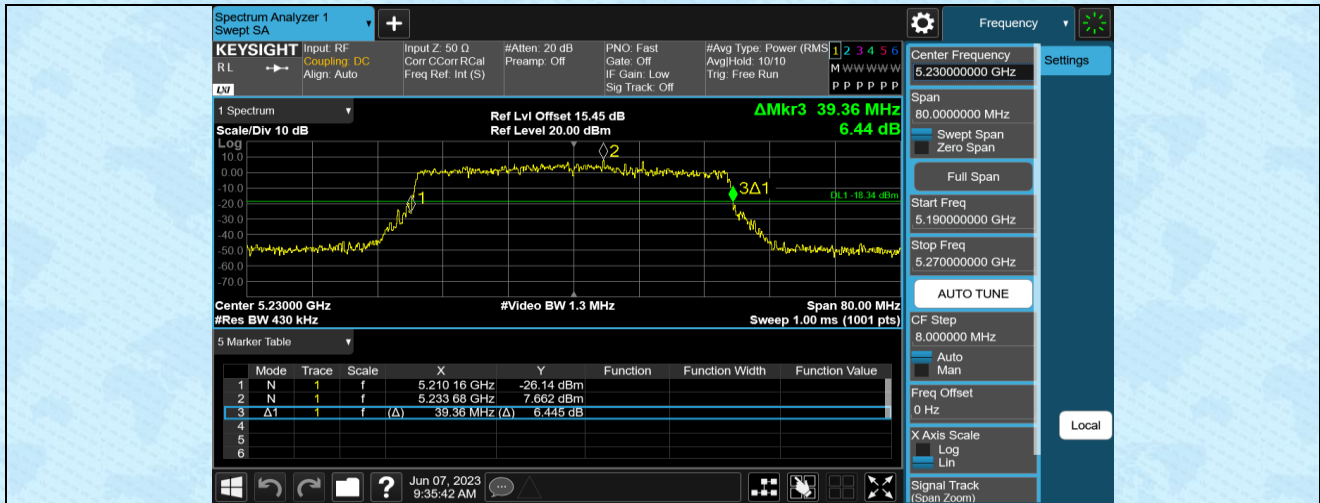 Spectrum Analyzer 1
Swept SA
+
Frequency
KEYSIGHT
RL
LXI
Input: RF
Coupling: DC
Align: Auto
Input Z: 50 Ω
Corr CCorr RCal
Freq Ref: Int (S)
#Atten: 20 dB
Preamp: Off
PNO: Fast
Gate: Off
IF Gain: Low
Sig Track: Off
#Avg Type: Power (RMS
Avg|Hold: 10/10
Trig: Free Run
1 2 3 4 5 6
M W W W W W
P P P P P P
1 Spectrum
Scale/Div 10 dB
Ref Lvl Offset 15.45 dB
Ref Level 20.00 dBm
ΔMkr3 39.36 MHz
6.44 dB
Log
10.0
0.00
-10.0
-20.0
-30.0
-40.0
-50.0
-60.0
-70.0
1
2
3Δ1
DL1 -18.34 dBm
Center 5.23000 GHz
#Video BW 1.3 MHz
Span 80.00 MHz
#Res BW 430 kHz
Sweep 1.00 ms (1001 pts)
5 Marker Table
Mode Trace Scale X Y Function Function Width Function Value
1 N 1 f 5.210 16 GHz -26.14 dBm
2 N 1 f 5.233 68 GHz 7.662 dBm
3 Δ1 1 f (Δ) 39.36 MHz (Δ) 6.445 dB
4
5
6
?
Jun 07, 2023
9:35:42 AM
Center Frequency
5.230000000 GHz
Settings
Span
80.0000000 MHz
Swept Span
Zero Span
Full Span
Start Freq
5.190000000 GHz
Stop Freq
5.270000000 GHz
AUTO TUNE
CF Step
8.000000 MHz
Auto
Man
Freq Offset
0 Hz
X Axis Scale
Log
Lin
Signal Track
(Span Zoom)
Local